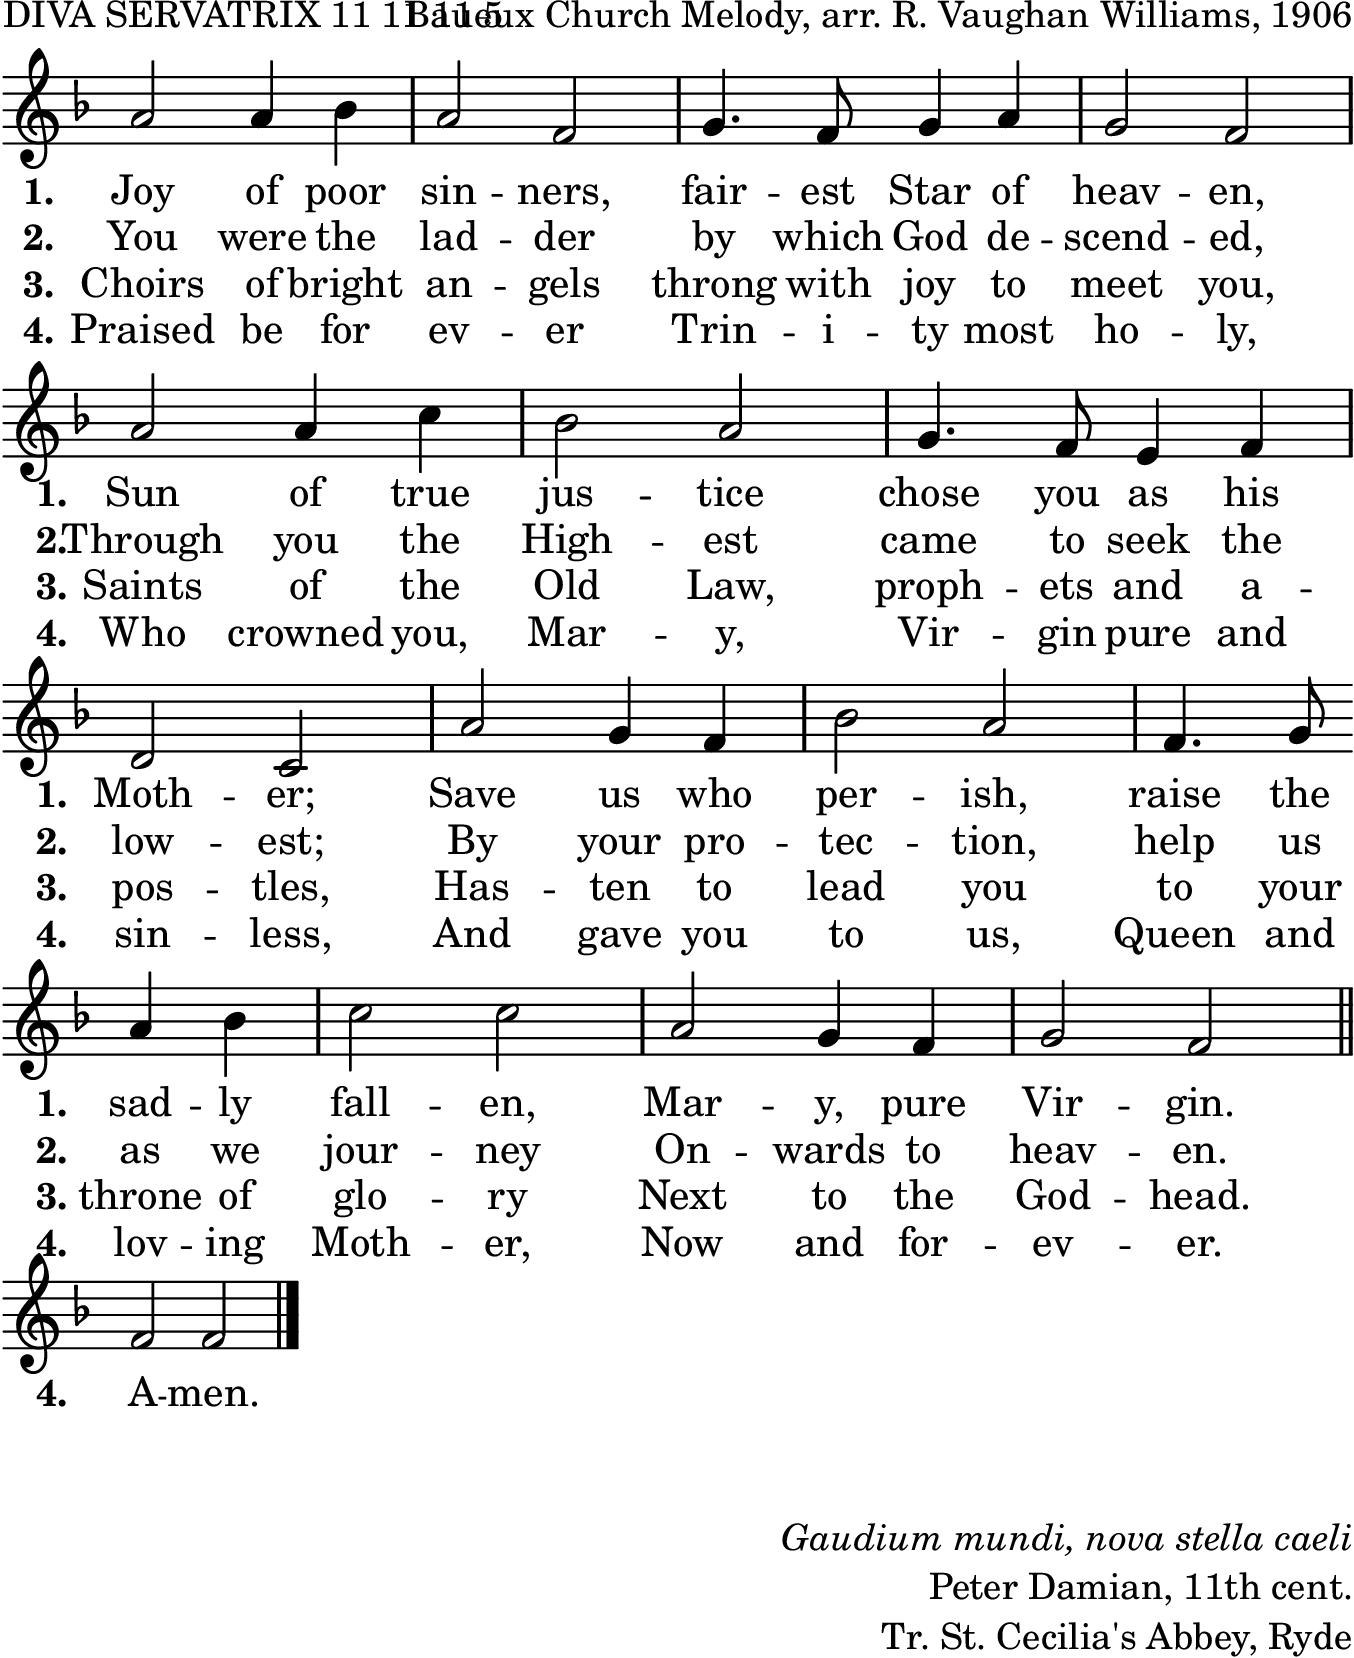 DIVA SERVATRIX 11 11 11 5 Bayeux Church Melody, arr. R. Vaughan Williams, 1906
1. Joy of poor sin -- ners, fair -- est Star of heav -- en,
2. You were the lad -- der by which God de -- scend -- ed,
3. Choirs of bright an -- gels throng with joy to meet you,
4. Praised be for ev -- er Trin -- i -- ty most ho -- ly,
1. Sun of true jus -- tice chose you as his
2. Through you the High -- est came to seek the
3. Saints of the Old Law, proph -- ets and a --
4. Who crowned you, Mar -- y, Vir -- gin pure and
1. Moth -- er; Save us who per -- ish, raise the
2. low -- est; By your pro -- tec -- tion, help us
3. pos -- tles, Has -- ten to lead you to your
4. sin -- less, And gave you to us, Queen and
1. sad -- ly fall -- en, Mar -- y, pure Vir -- gin.
2. as we jour -- ney On -- wards to heav -- en.
3. throne of glo -- ry Next to the God -- head.
4. lov -- ing Moth -- er, Now and for -- ev -- er.
4. A -- men.
Gaudium mundi, nova stella caeli
Peter Damian, 11th cent.
Tr. St. Cecilia's Abbey, Ryde